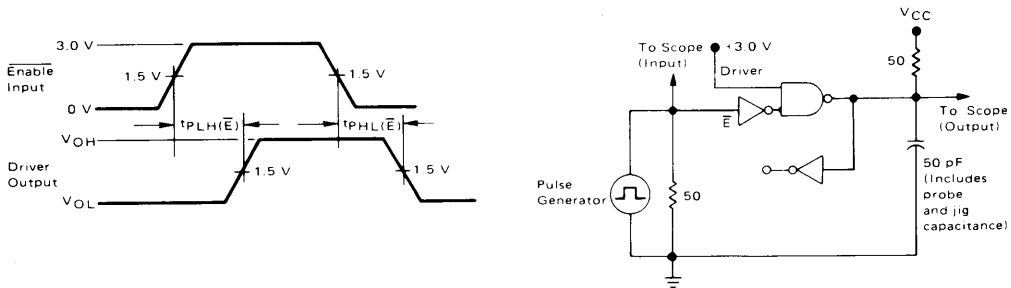 3.0 V
Enable
Input
1.5 V
1.5 V
0 V
tPLH(E)
tPHL(E)
VOH
Driver
Output
1.5 V
1.5 V
VOL
To Scope
(Input)
+3.0 V
Driver
E
Pulse
Generator
50
VCC
50
To Scope
(Output)
50 pF
(Includes
probe
and jig
capacitance)